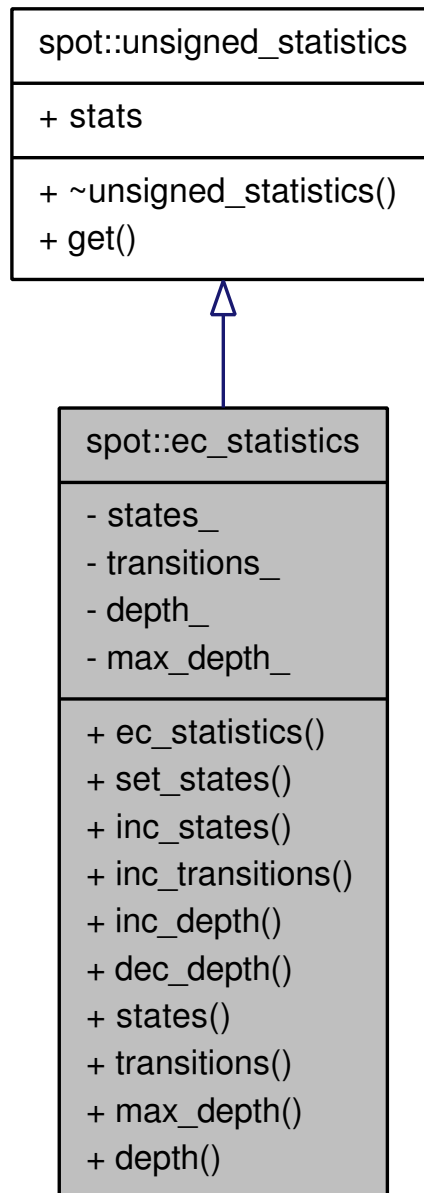 spot::unsigned_statistics
+ stats
+ ~unsigned_statistics()
+ get()
spot::ec_statistics
- states_
- transitions_
- depth_
- max_depth_
+ ec_statistics()
+ set_states()
+ inc_states()
+ inc_transitions()
+ inc_depth()
+ dec_depth()
+ states()
+ transitions()
+ max_depth()
+ depth()